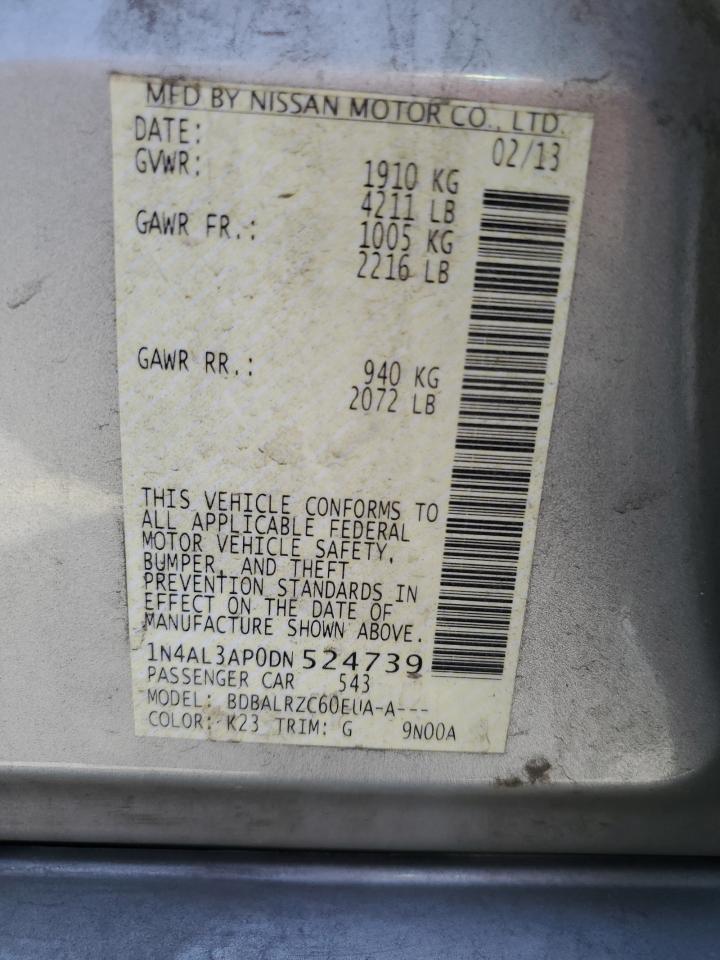 MFD BY NISSAN MOTOR CO., LTD.
DATE: 02/13
GVWR: 1910 KG
4211 LB
GAWR FR.: 1005 KG
2216 LB
GAWR RR.: 940 KG
2072 LB
THIS VEHICLE CONFORMS TO
ALL APPLICABLE FEDERAL
MOTOR VEHICLE SAFETY,
BUMPER, AND THEFT
PREVENTION STANDARDS IN
EFFECT ON THE DATE OF
MANUFACTURE SHOWN ABOVE.
1N4AL3AP0DN 524739
PASSENGER CAR 543
MODEL: BDBALRZC60EUA-A---
COLOR: K23 TRIM: G 9N00A